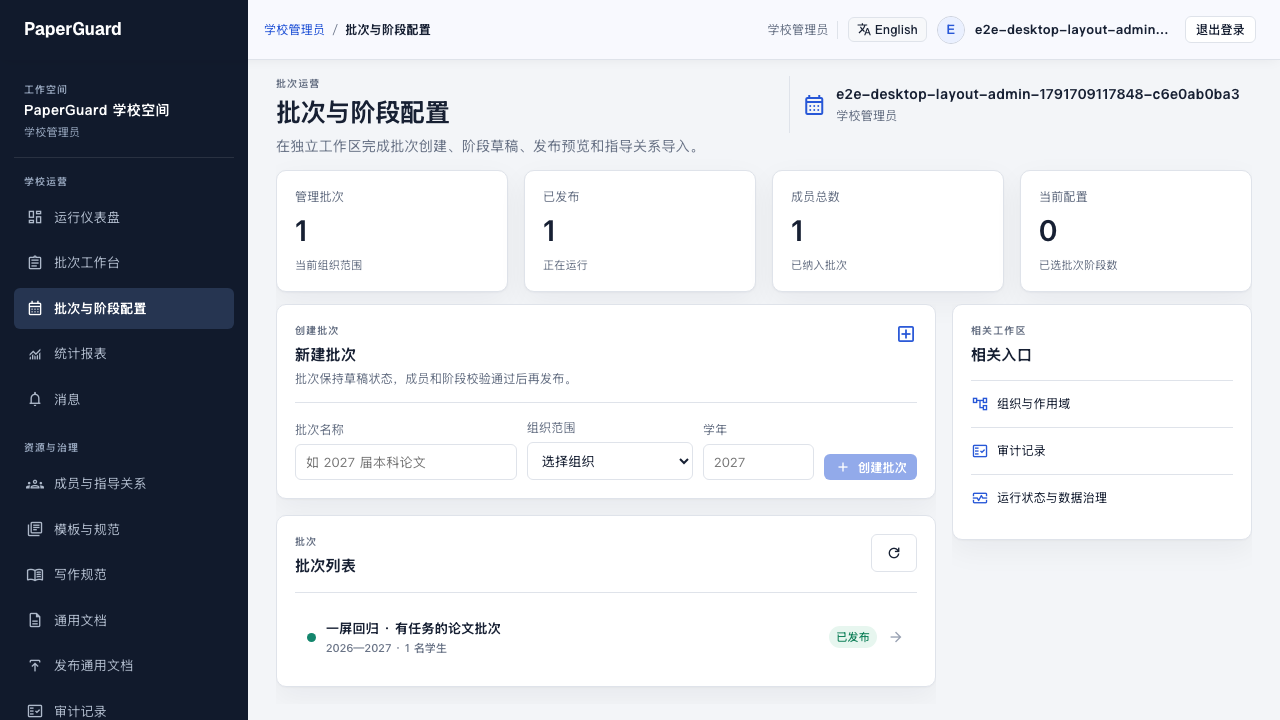 PaperGuard
工作空间
PaperGuard 学校空间
学校管理员
学校运营
运行仪表盘
批次工作台
批次与阶段配置
统计报表
消息
资源与治理
成员与指导关系
模板与规范
写作规范
通用文档
发布通用文档
审计记录
学校管理员 / 批次与阶段配置
学校管理员
English
E
e2e-desktop-layout-admin...
退出登录
批次运营
批次与阶段配置
在独立工作区完成批次创建、阶段草稿、发布预览和指导关系导入。
e2e-desktop-layout-admin-1791709117848-c6e0ab0ba3
学校管理员
管理批次
1
当前组织范围
已发布
1
正在运行
成员总数
1
已纳入批次
当前配置
0
已选批次阶段数
创建批次
新建批次
批次保持草稿状态，成员和阶段校验通过后再发布。
批次名称
如 2027 届本科论文
组织范围
选择组织
学年
2027
创建批次
相关工作区
相关入口
组织与作用域
审计记录
运行状态与数据治理
批次
批次列表
一屏回归 · 有任务的论文批次
2026—2027 · 1 名学生
已发布